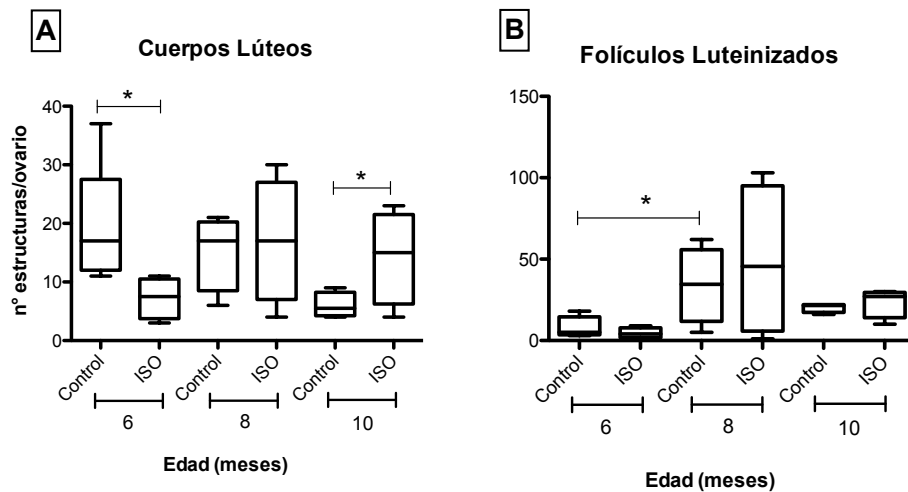 A
Cuerpos Lúteos
nº estructuras/ovario
40
30
20
10
0
*
*
Control
ISO
Control
ISO
Control
ISO
6
8
10
Edad (meses)
B
Folículos Luteinizados
150
100
50
0
*
Control
ISO
Control
ISO
Control
ISO
6
8
10
Edad (meses)